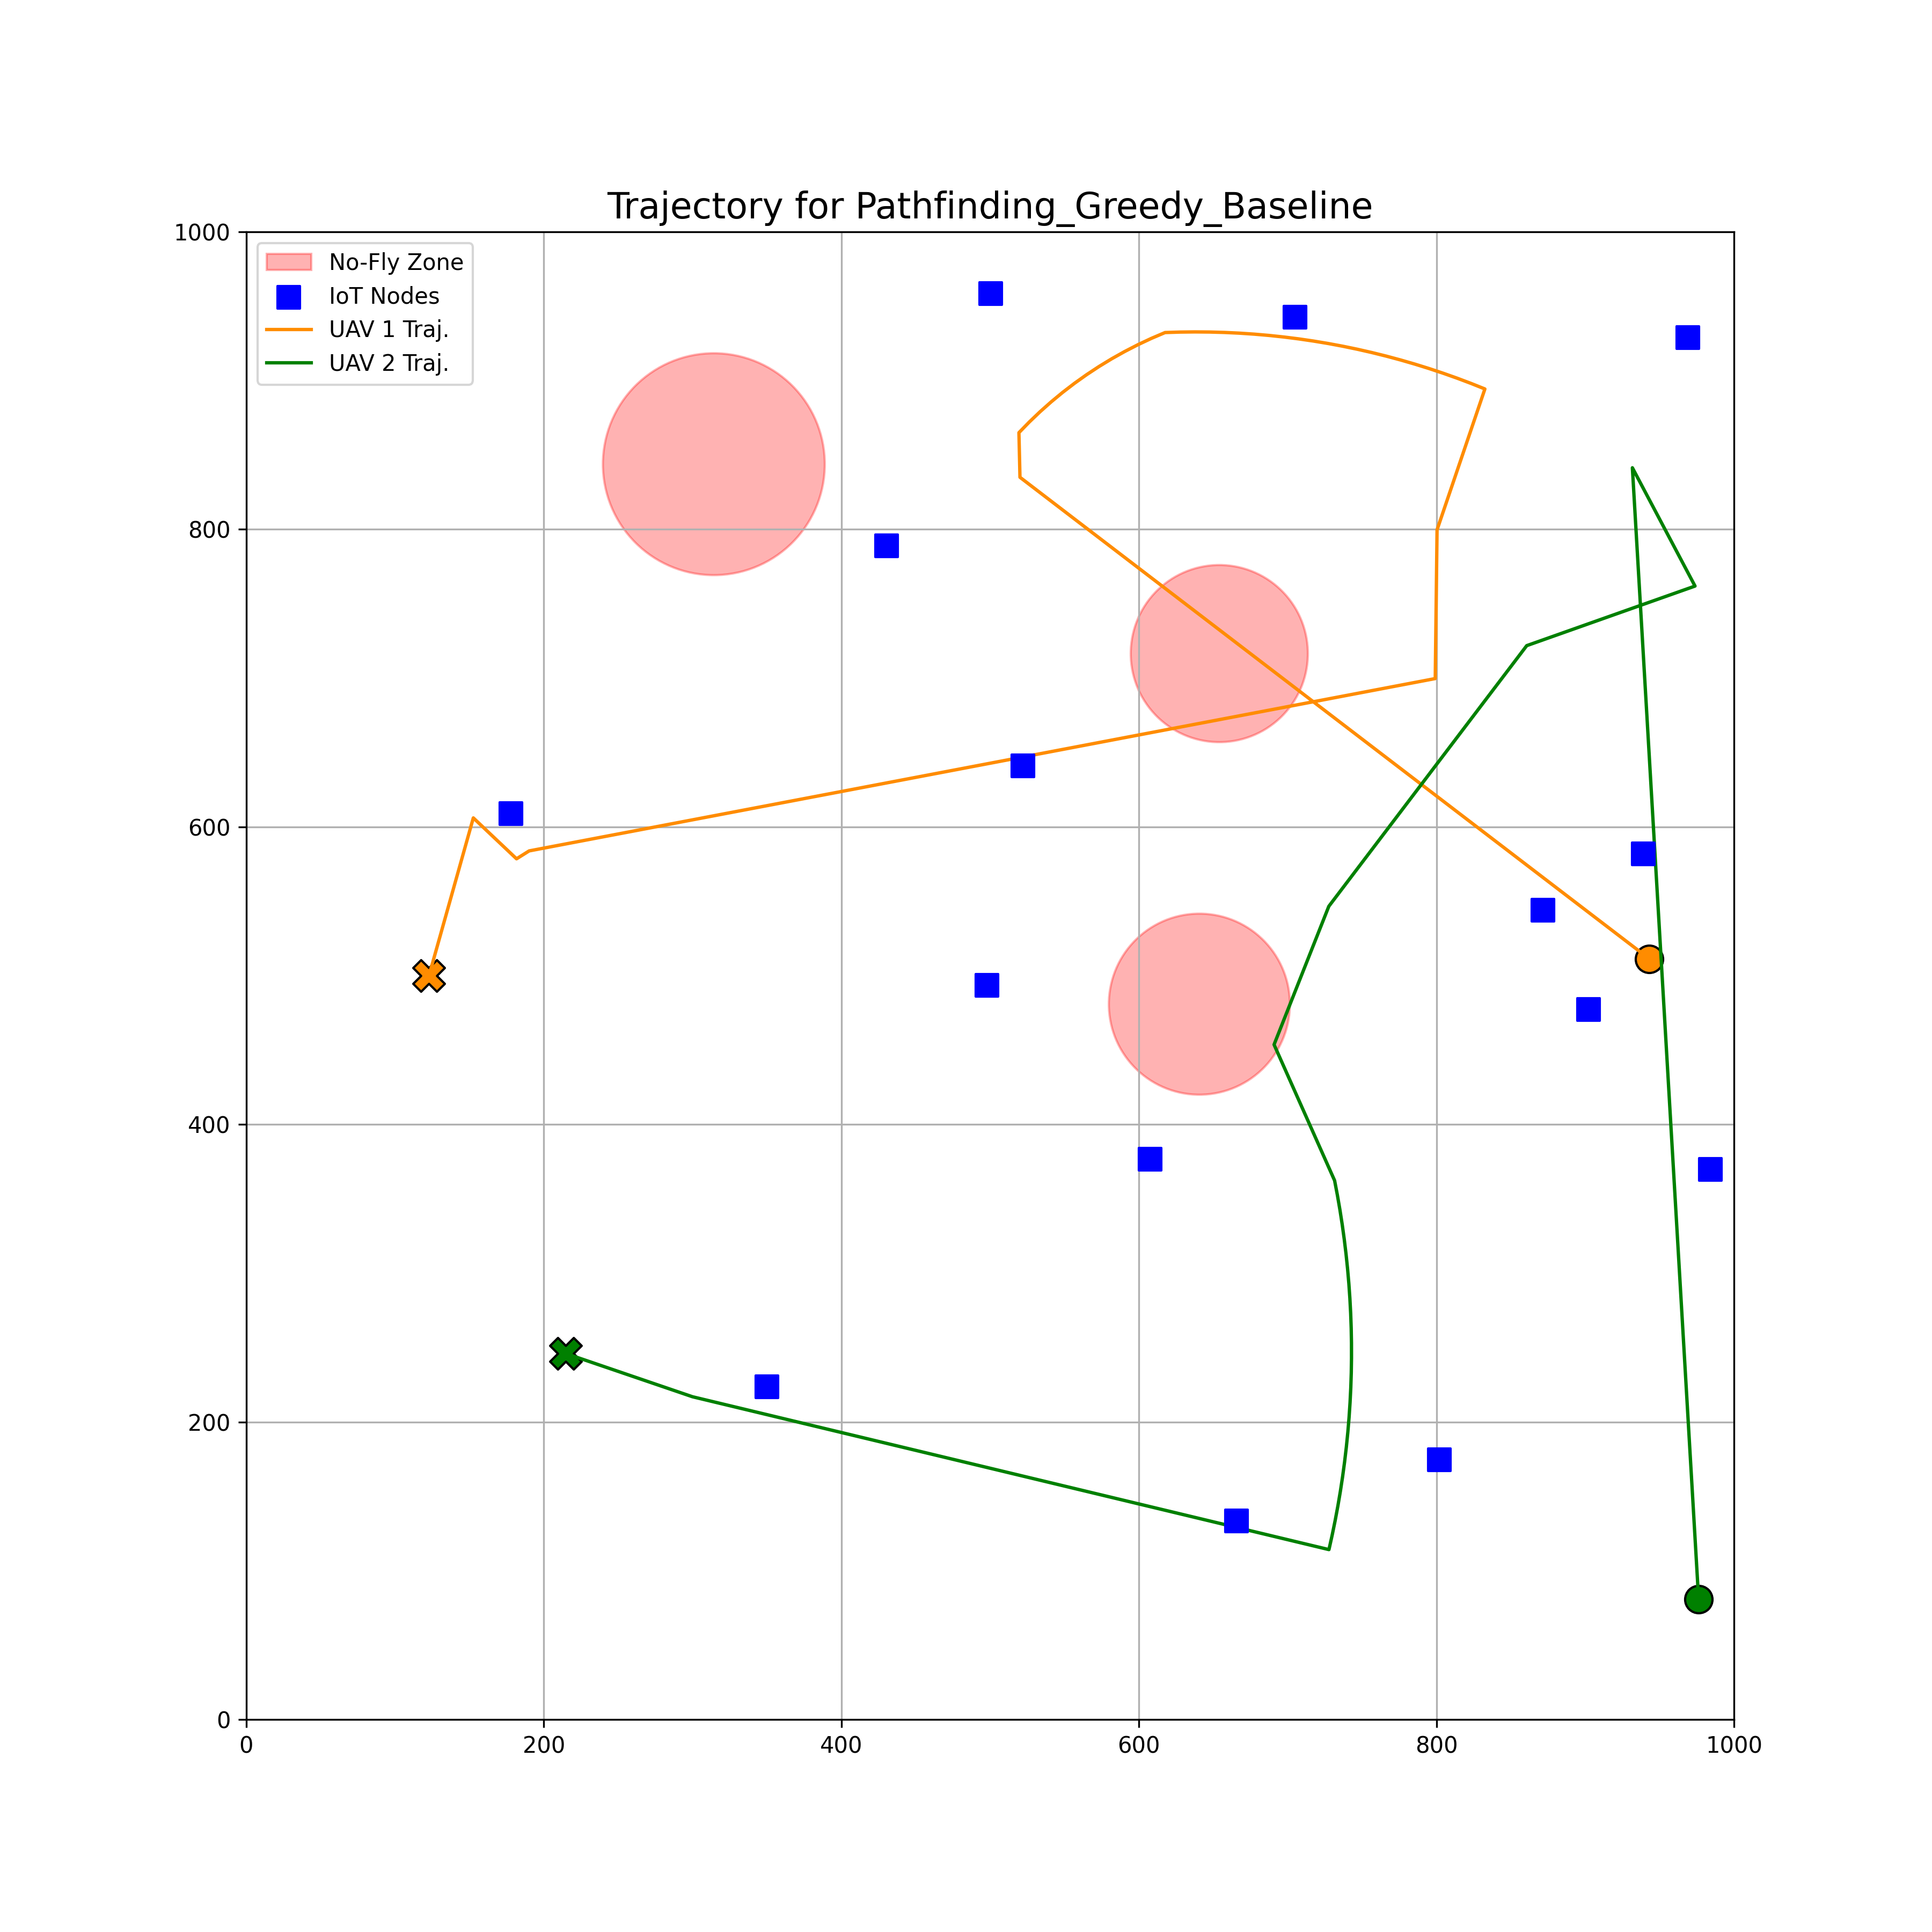 Trajectory for Pathfinding_Greedy_Baseline
1000
800
600
400
200
0
No-Fly Zone
IoT Nodes
UAV 1 Traj.
UAV 2 Traj.
0 200 400 600 800 1000